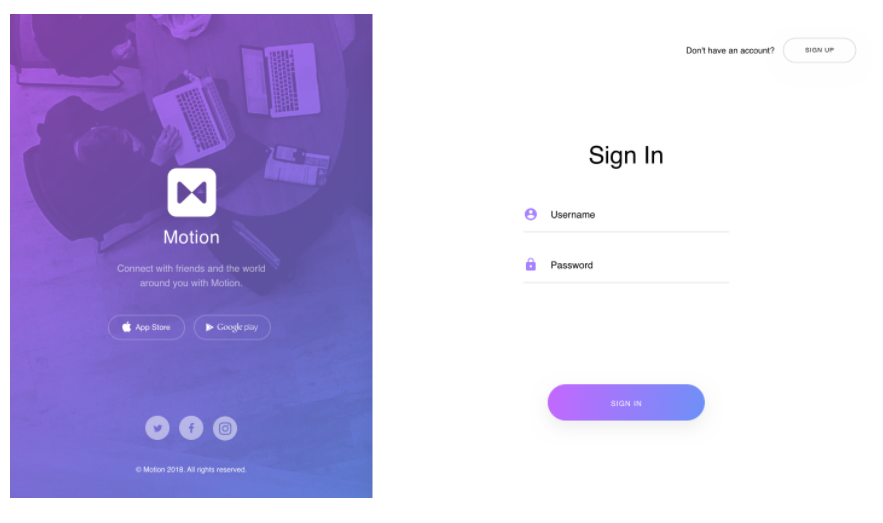 Motion
Connect with friends and the world
around you with Motion.
App Store
Google play
© Motion 2018. All rights reserved.
Don't have an account?
SIGN UP
Sign In
Username
Password
SIGN IN